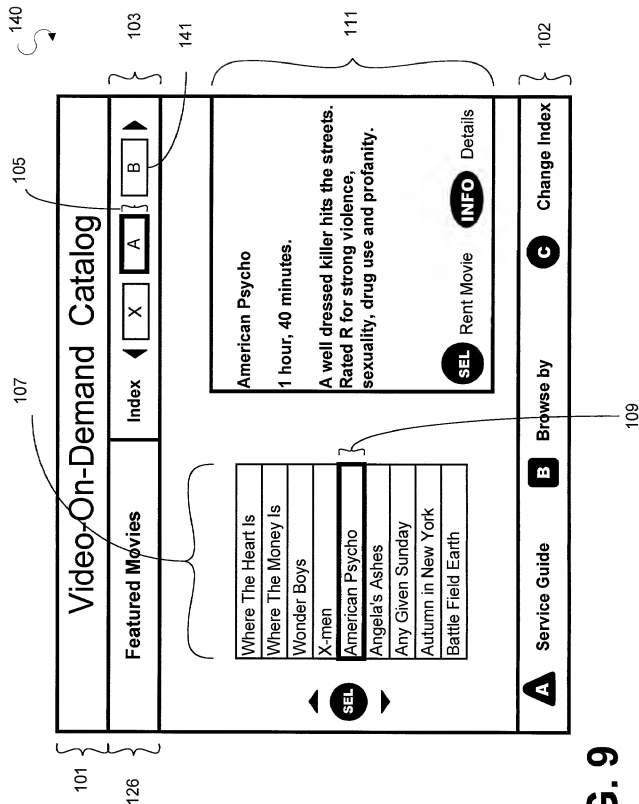 140
101
Video-On-Demand Catalog
126
Featured Movies
Index
X
A
B
105
103
141
107
Where The Heart Is
Where The Money Is
Wonder Boys
X-men
American Psycho
Angela's Ashes
Any Given Sunday
Autumn in New York
Battle Field Earth
SEL
109
American Psycho
1 hour, 40 minutes.
A well dressed killer hits the streets.
Rated R for strong violence,
sexuality, drug use and profanity.
SEL Rent Movie INFO Details
111
A Service Guide B Browse by C Change Index
102
G. 9